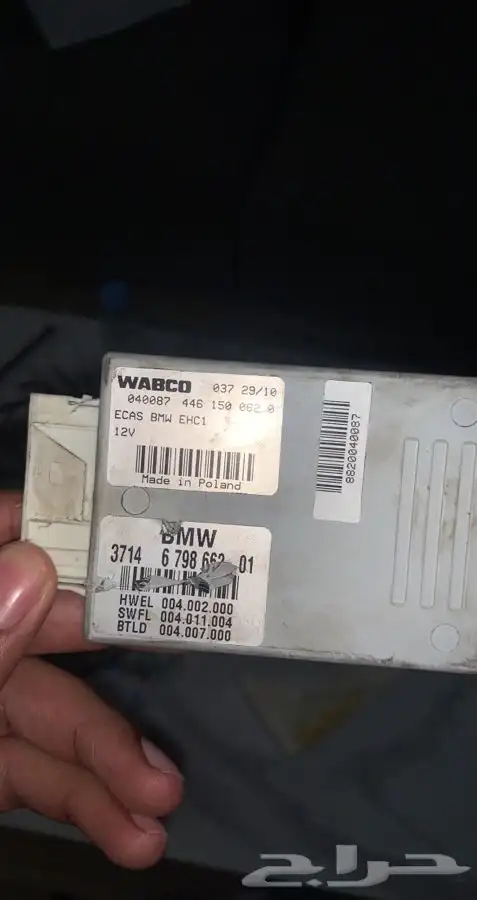 WABCO 037 29/10
040087 446 150 062 0
ECAS BMW EHC1
12V
Made in Poland
8820040087
BMW
3714 6 798 662 01
HWEL 004.002.000
SWFL 004.011.004
BTLD 004.007.000
حراج